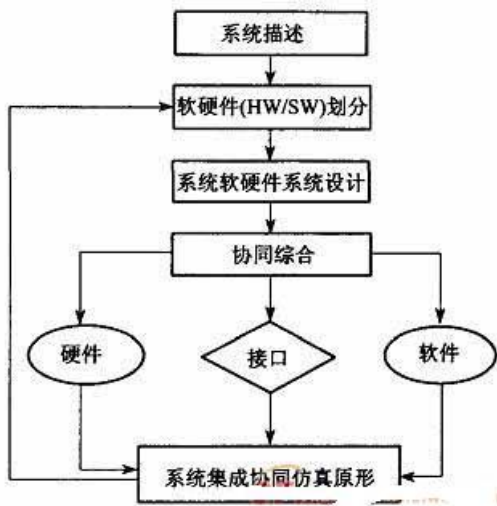 系统描述
软硬件(HW/SW)划分
系统软硬件系统设计
协同综合
硬件
接口
软件
系统集成协同仿真原形